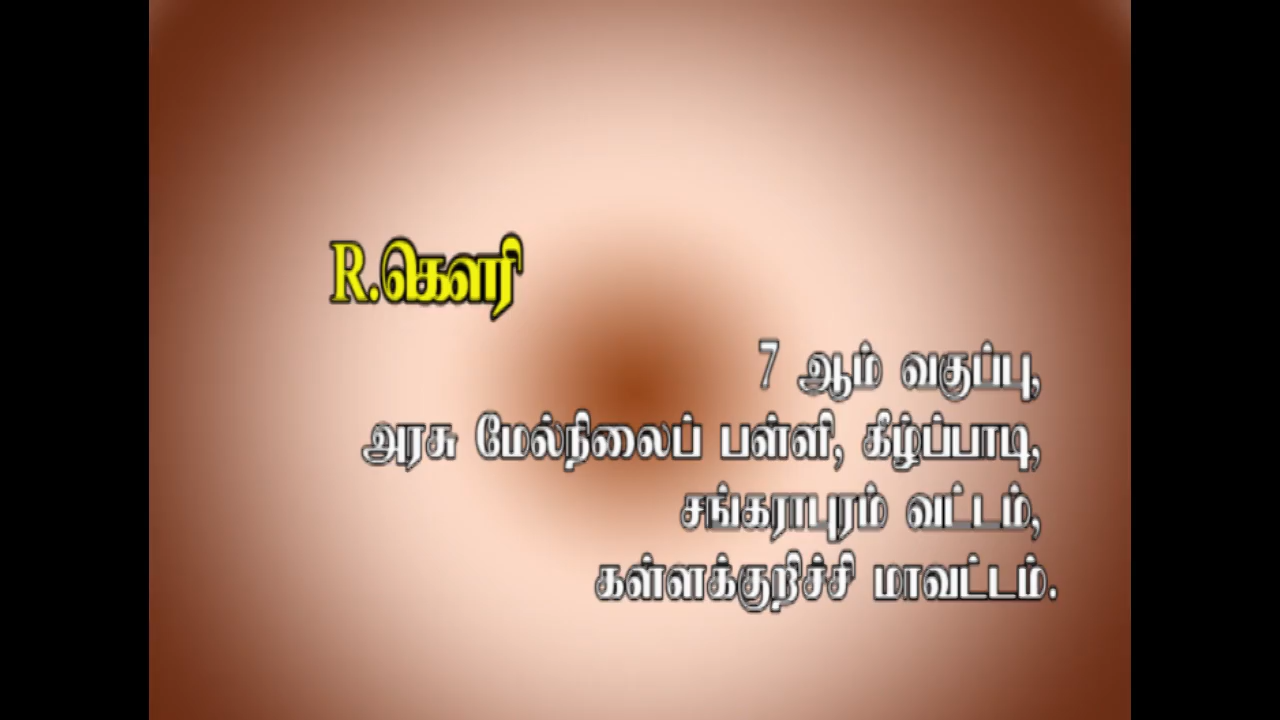 R.கௌரி
7 ஆம் வகுப்பு,
அரசு மேல்நிலைப் பள்ளி, கீழ்ப்பாடி,
சங்கராபுரம் வட்டம்,
கள்ளக்குறிச்சி மாவட்டம்.